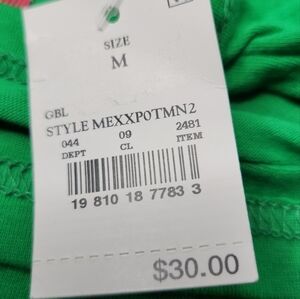 SIZE
M
GBL
STYLE MEXXP0TMN2
044 09 2481
DEPT CL ITEM
19 810 18 7783 3
$30.00